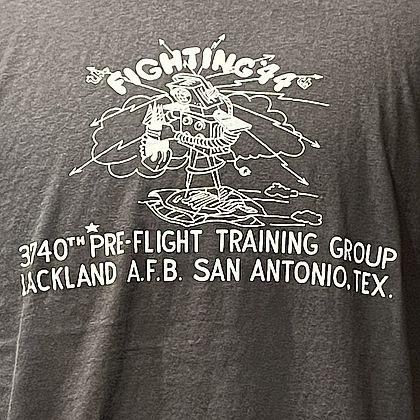 FIGHTING '44
3740TH PRE-FLIGHT TRAINING GROUP
LACKLAND A.F.B. SAN ANTONIO, TEX.